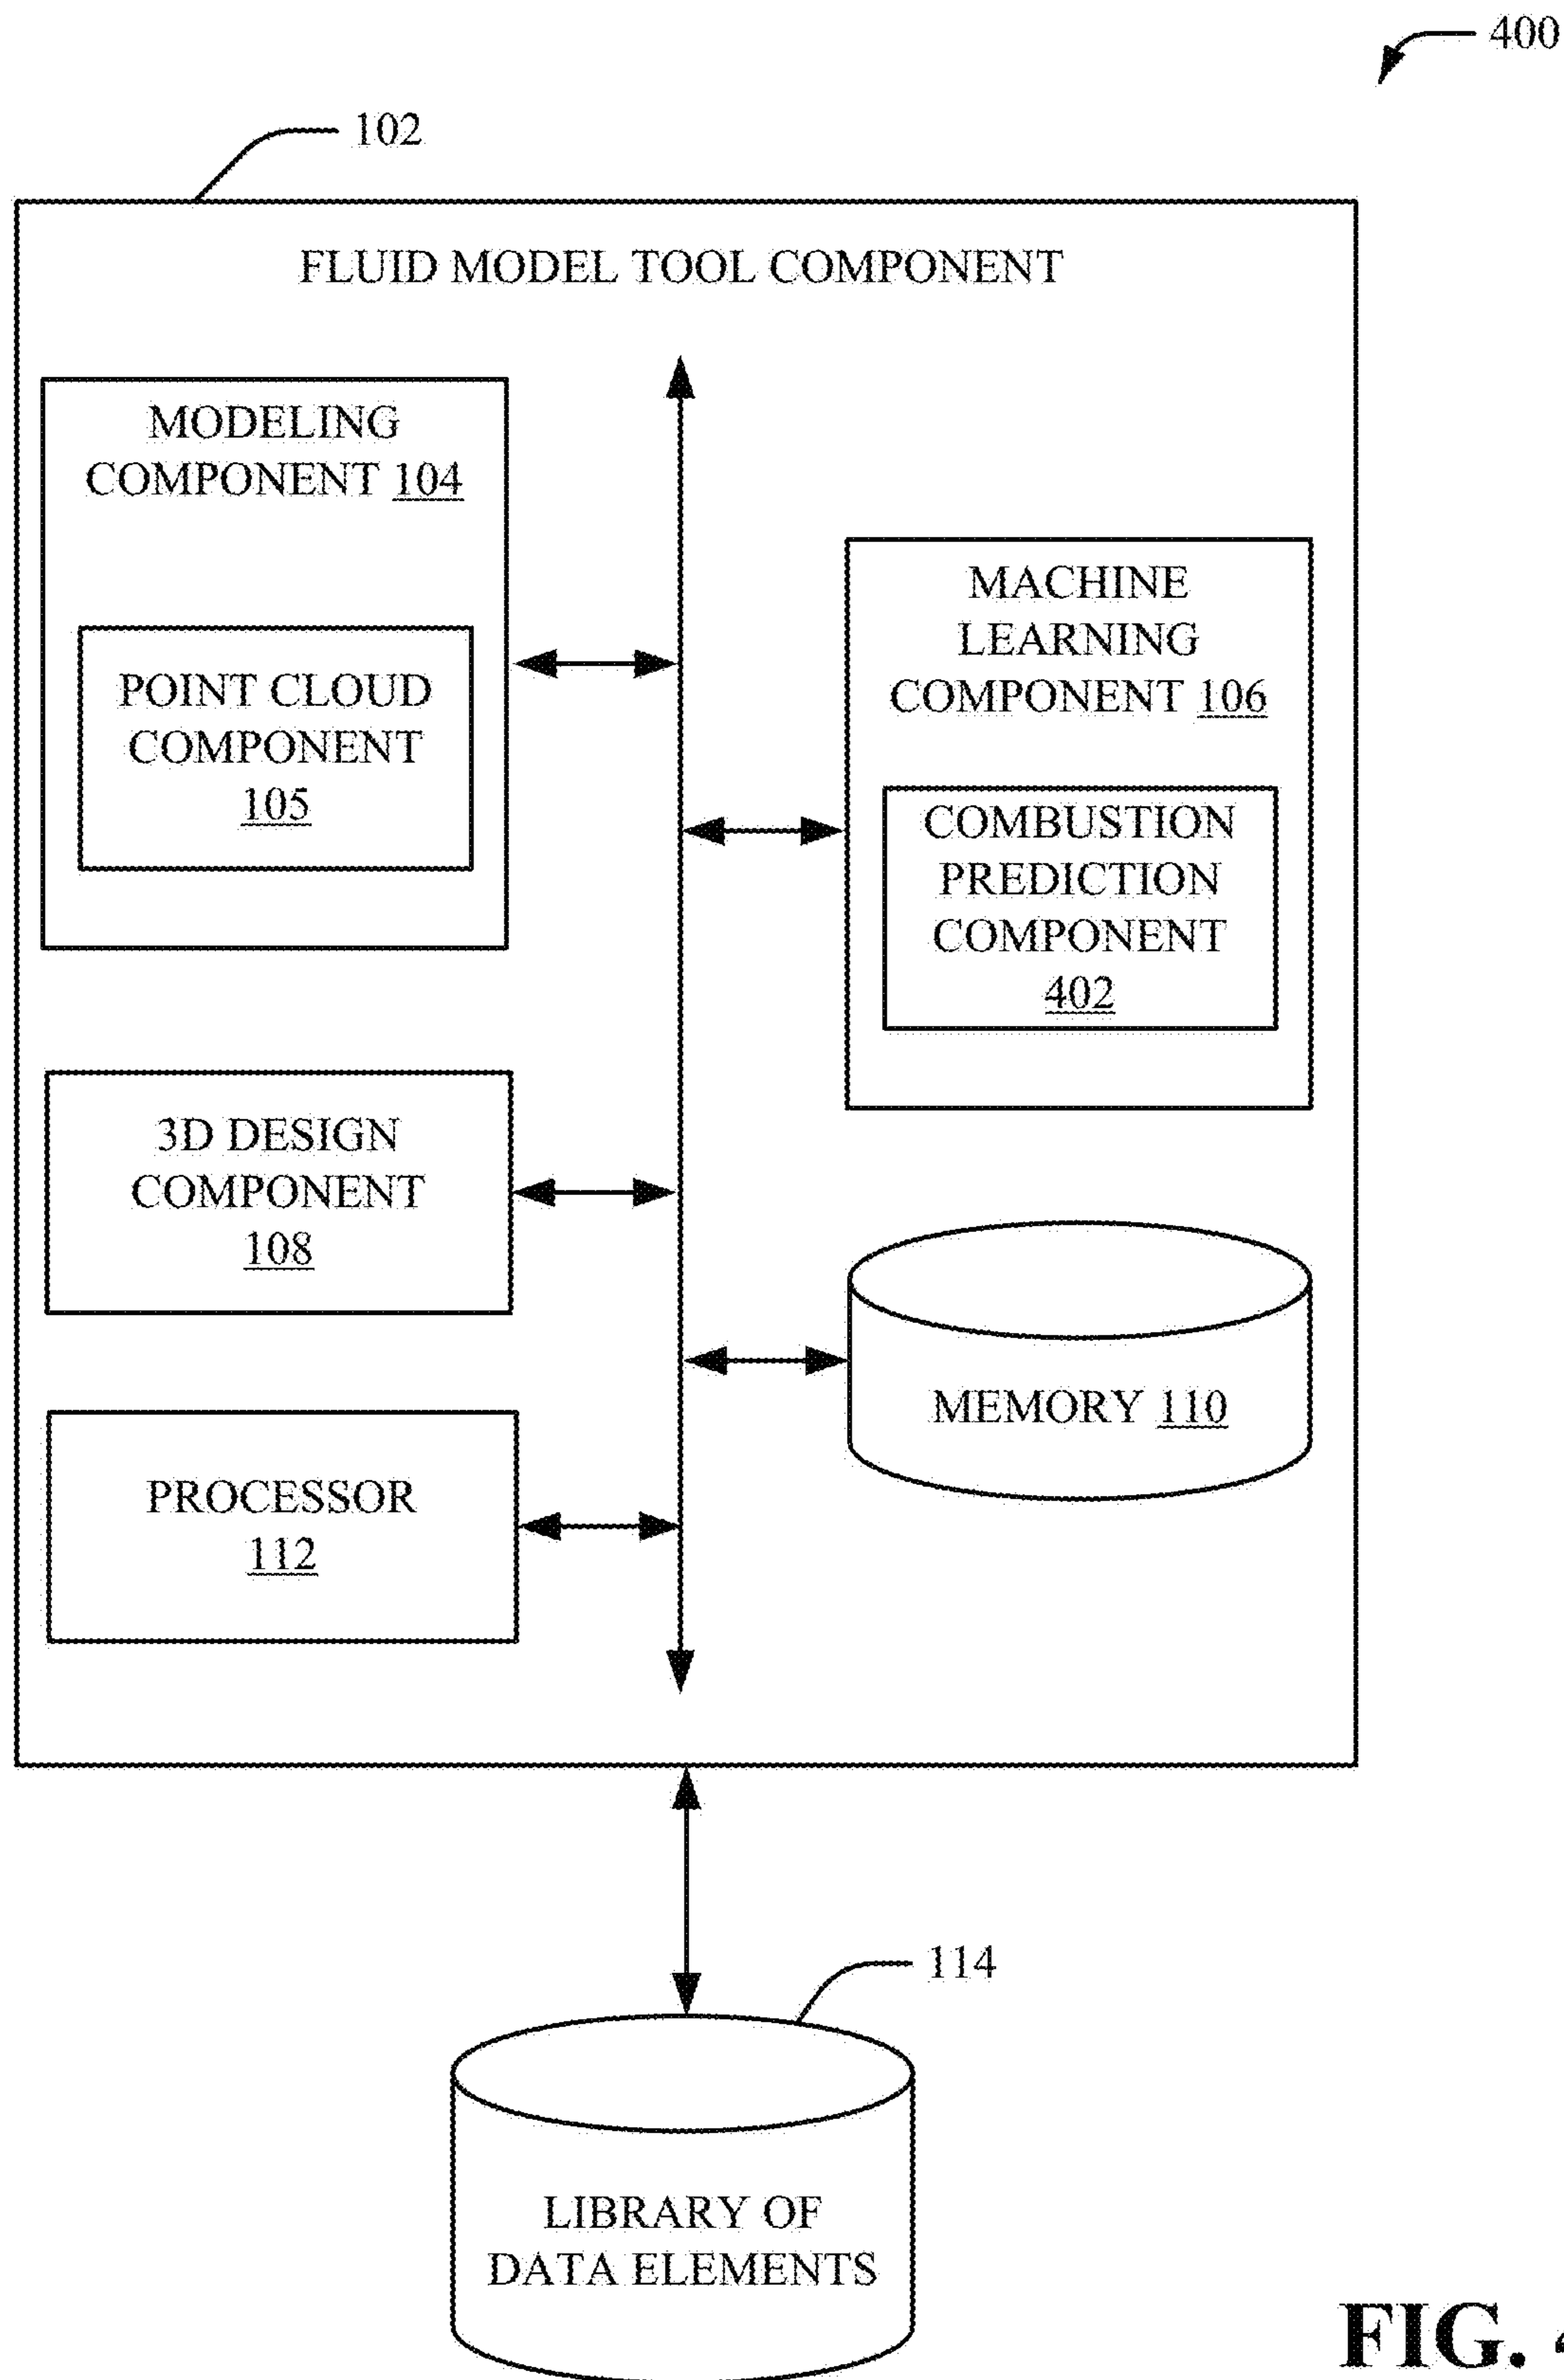 400
102
FLUID MODEL TOOL COMPONENT
MODELING
COMPONENT 104
POINT CLOUD
COMPONENT
105
MACHINE
LEARNING
COMPONENT 106
COMBUSTION
PREDICTION
COMPONENT
402
3D DESIGN
COMPONENT
108
MEMORY 110
PROCESSOR
112
114
LIBRARY OF
DATA ELEMENTS
FIG. 4